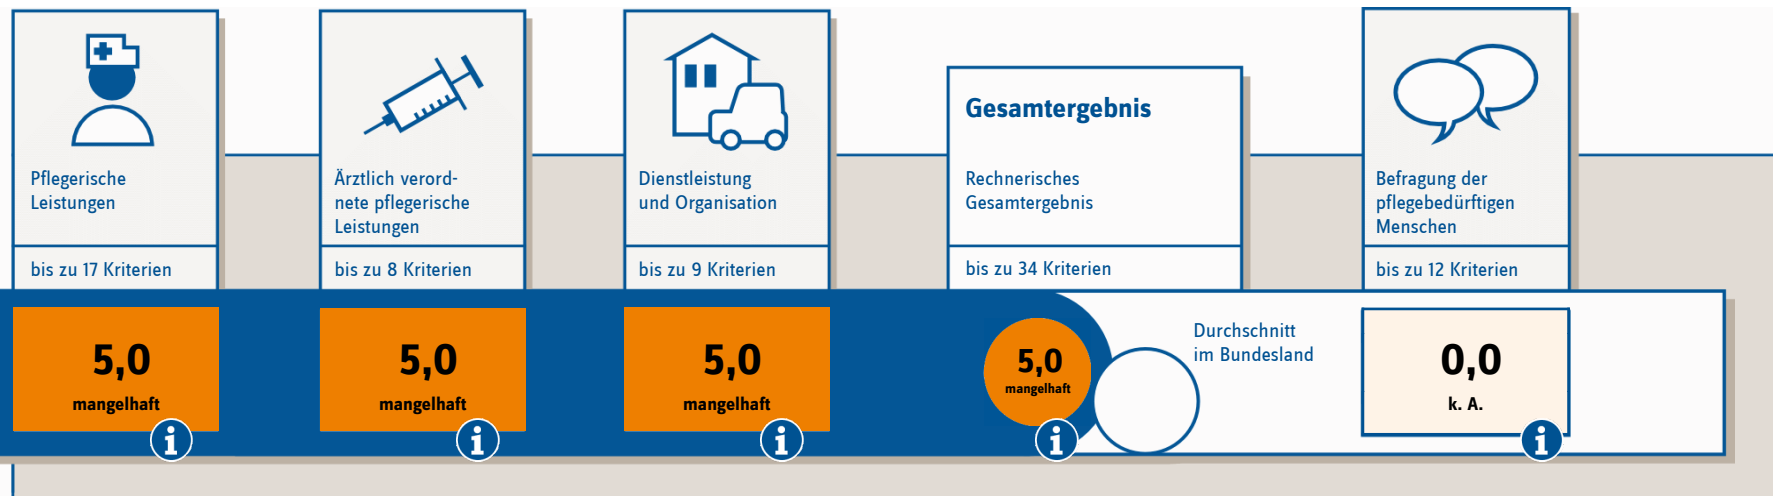 Pflegerische
Leistungen
bis zu 17 Kriterien
5,0
mangelhaft
i
Ärztlich verord-
nete pflegerische
Leistungen
bis zu 8 Kriterien
5,0
mangelhaft
i
Dienstleistung
und Organisation
bis zu 9 Kriterien
5,0
mangelhaft
i
Gesamtergebnis
Rechnerisches
Gesamtergebnis
bis zu 34 Kriterien
5,0
mangelhaft
i
Durchschnitt
im Bundesland
Befragung der
pflegebedürftigen
Menschen
bis zu 12 Kriterien
0,0
k. A.
i